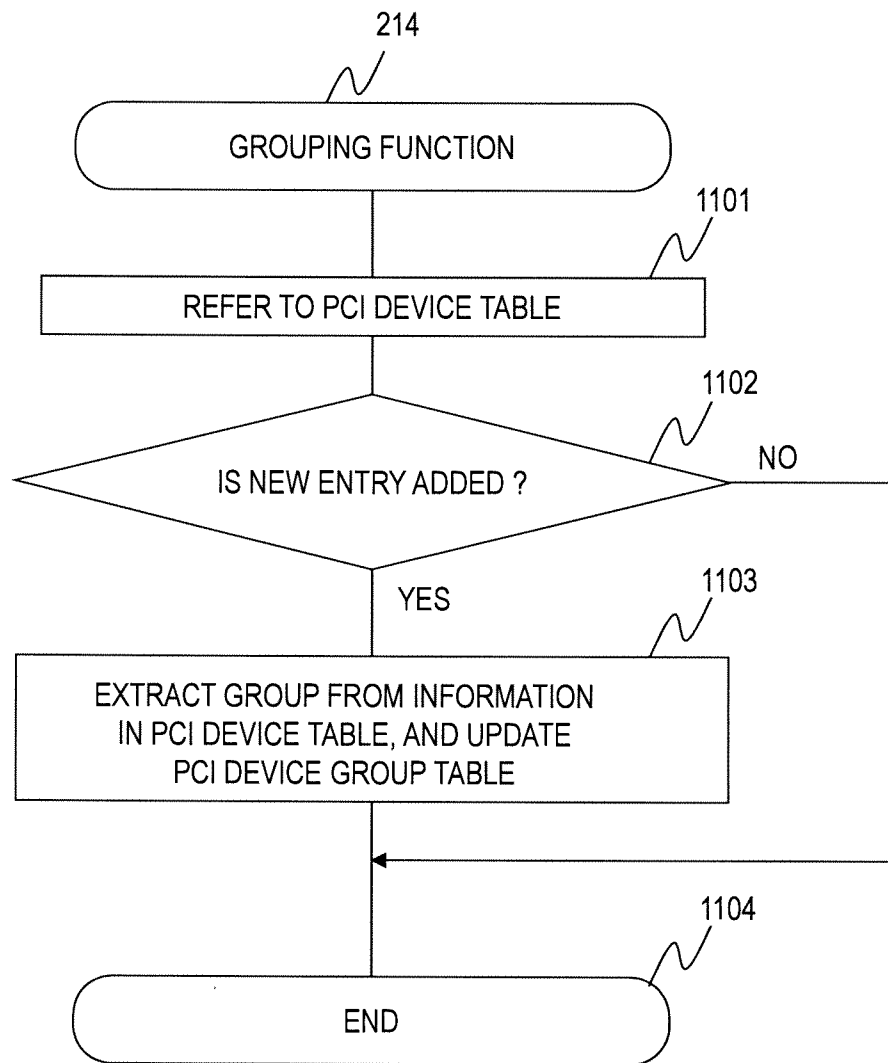 214
GROUPING FUNCTION
1101
REFER TO PCI DEVICE TABLE
1102
IS NEW ENTRY ADDED ?
NO
YES
1103
EXTRACT GROUP FROM INFORMATION
IN PCI DEVICE TABLE, AND UPDATE
PCI DEVICE GROUP TABLE
1104
END